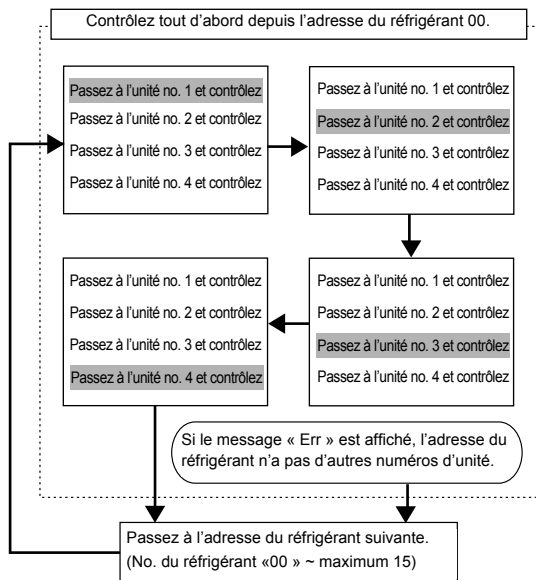 Contrôlez tout d'abord depuis l'adresse du réfrigérant 00.
Passez à l'unité no. 1 et contrôlez
Passez à l'unité no. 2 et contrôlez
Passez à l'unité no. 3 et contrôlez
Passez à l'unité no. 4 et contrôlez
Passez à l'unité no. 1 et contrôlez
Passez à l'unité no. 2 et contrôlez
Passez à l'unité no. 3 et contrôlez
Passez à l'unité no. 4 et contrôlez
Passez à l'unité no. 1 et contrôlez
Passez à l'unité no. 2 et contrôlez
Passez à l'unité no. 3 et contrôlez
Passez à l'unité no. 4 et contrôlez
Passez à l'unité no. 1 et contrôlez
Passez à l'unité no. 2 et contrôlez
Passez à l'unité no. 3 et contrôlez
Passez à l'unité no. 4 et contrôlez
Si le message « Err » est affiché, l'adresse du
réfrigérant n'a pas d'autres numéros d'unité.
Passez à l'adresse du réfrigérant suivante.
(No. du réfrigérant «00 » ~ maximum 15)